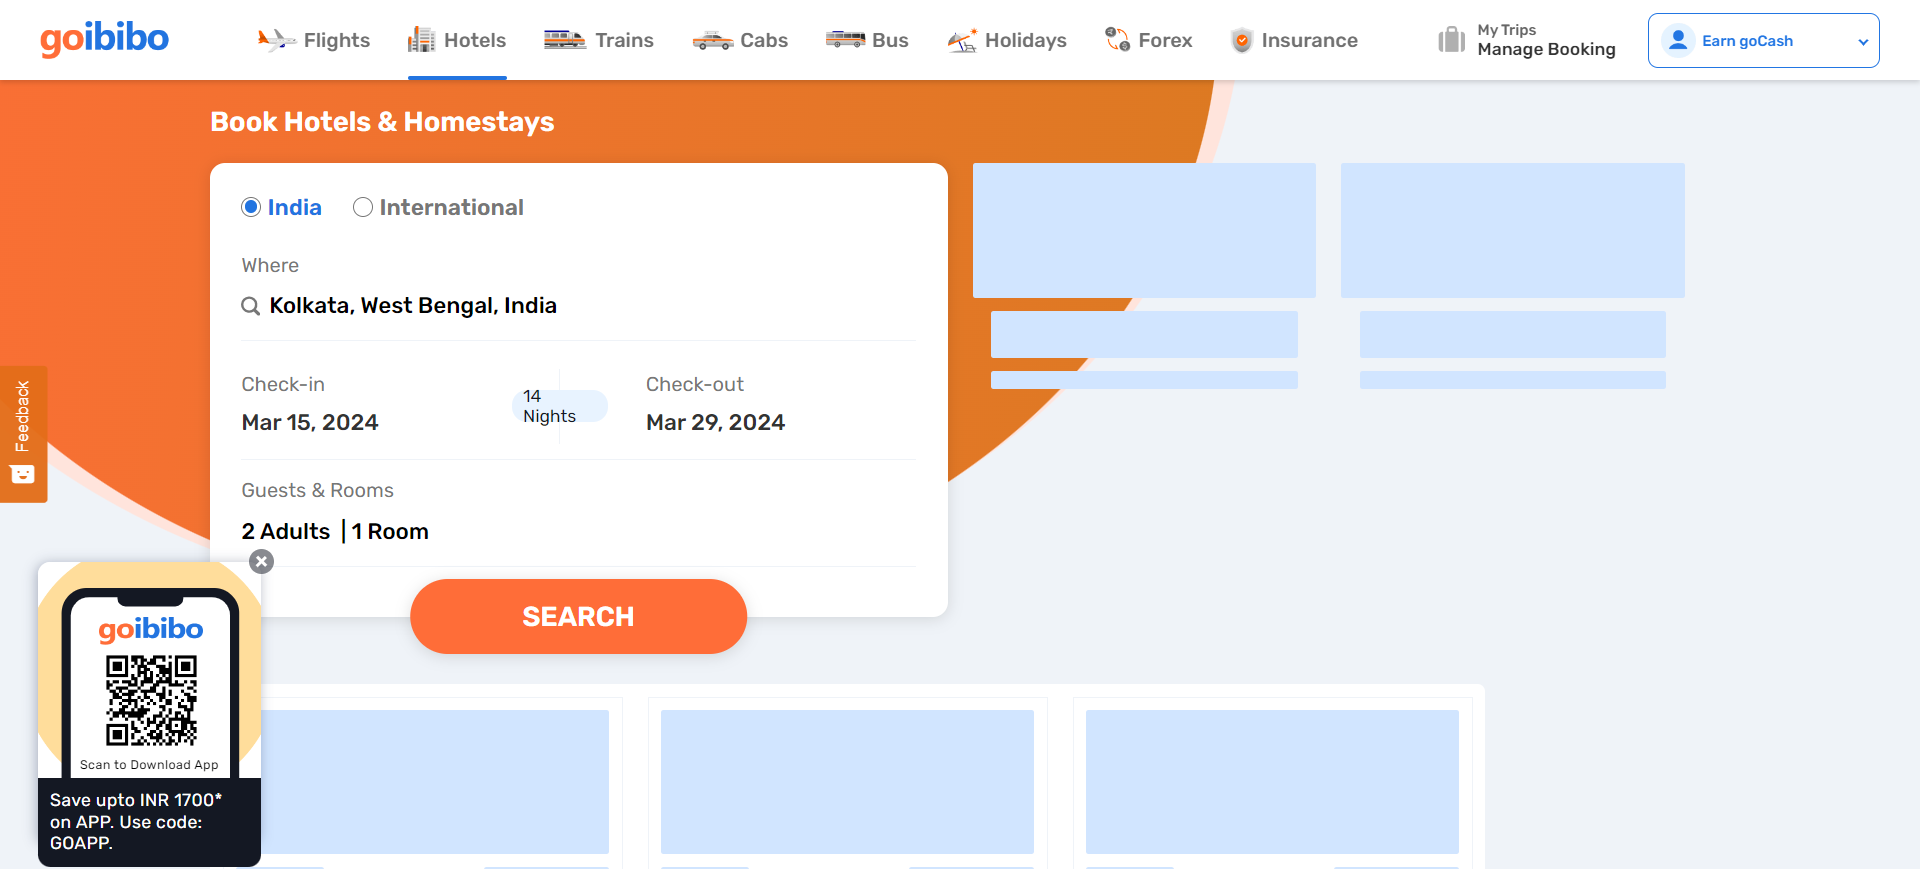 goibibo
Flights
Hotels
Trains
Cabs
Bus
Holidays
Forex
Insurance
My Trips
Manage Booking
Earn goCash
Book Hotels & Homestays
India
International
Where
Kolkata, West Bengal, India
Check-in
Mar 15, 2024
14
Nights
Check-out
Mar 29, 2024
Guests & Rooms
2 Adults | 1 Room
SEARCH
Feedback
goibibo
Scan to Download App
Save upto INR 1700*
on APP. Use code:
GOAPP.